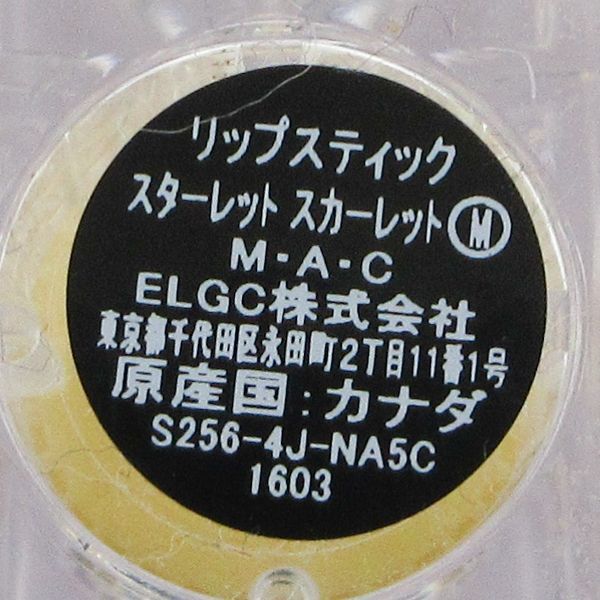 リップスティック
スターレット スカーレット Ⓜ
M・A・C
ELGC株式会社
東京都千代田区永田町2丁目11番1号
原産国:カナダ
S256-4J-NA5C
1603